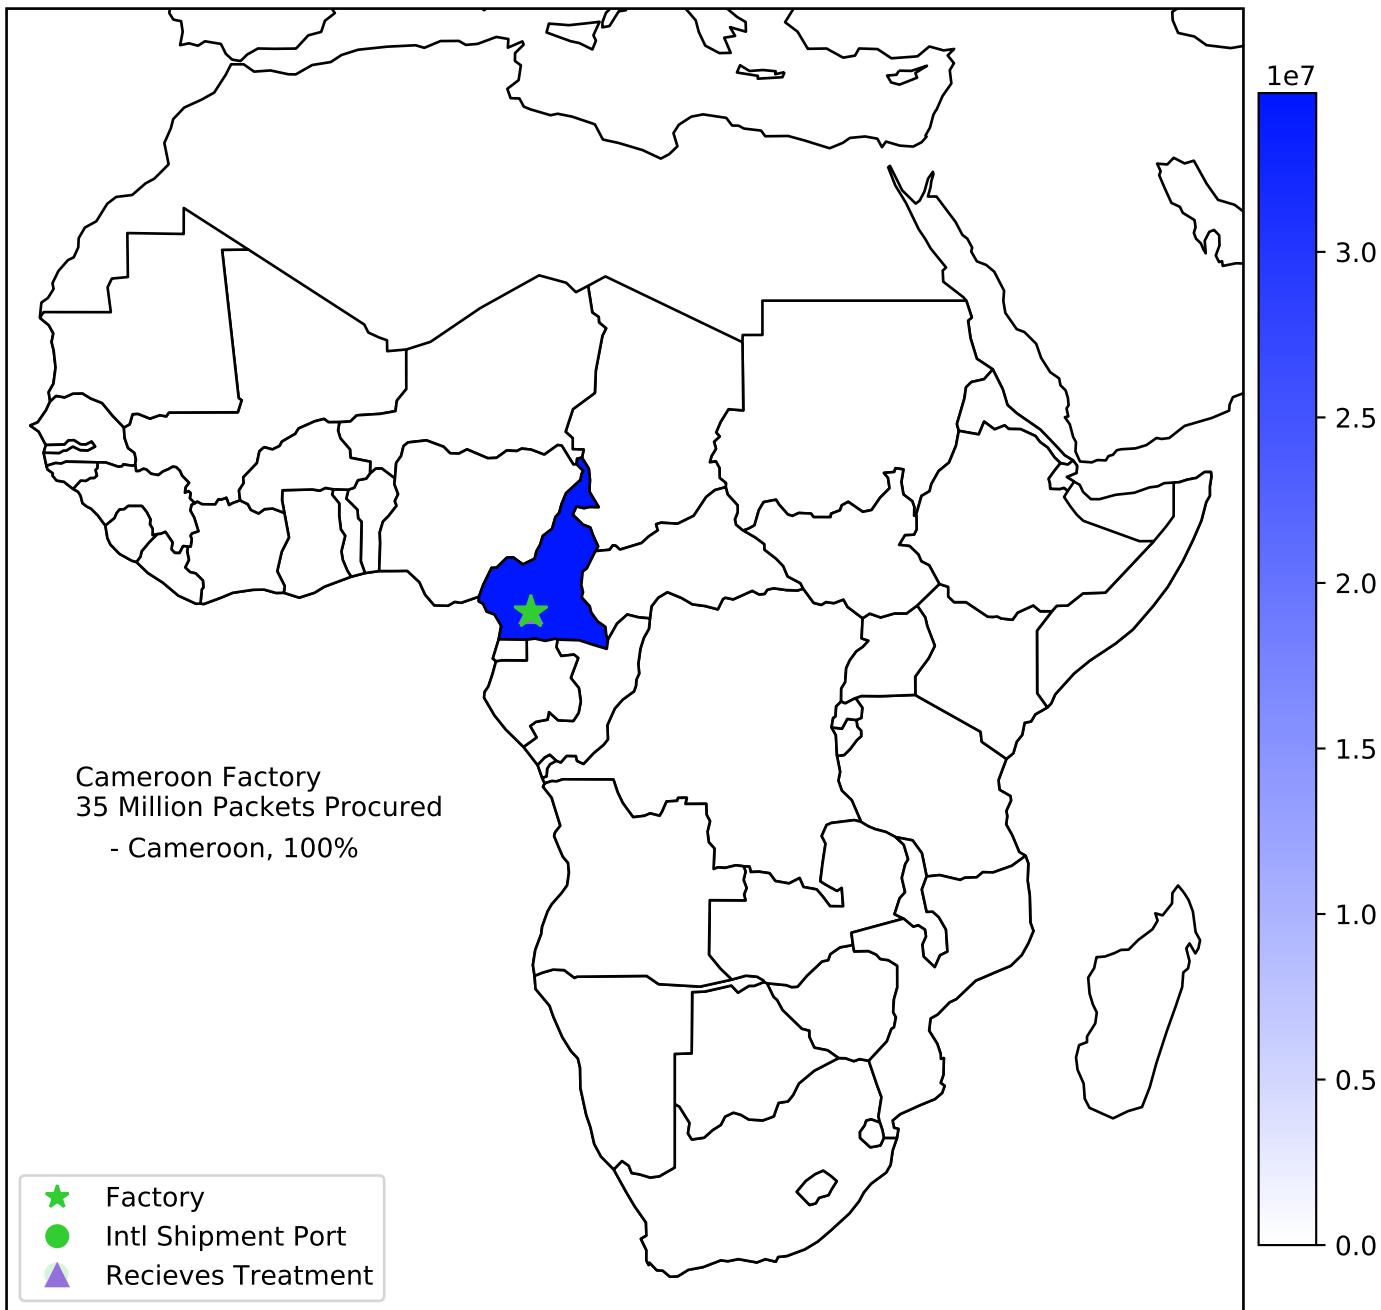 1e7
3.0
2.5
2.0
1.5
1.0
0.5
0.0
Cameroon Factory
35 Million Packets Procured
- Cameroon, 100%
Factory
Intl Shipment Port
Recieves Treatment